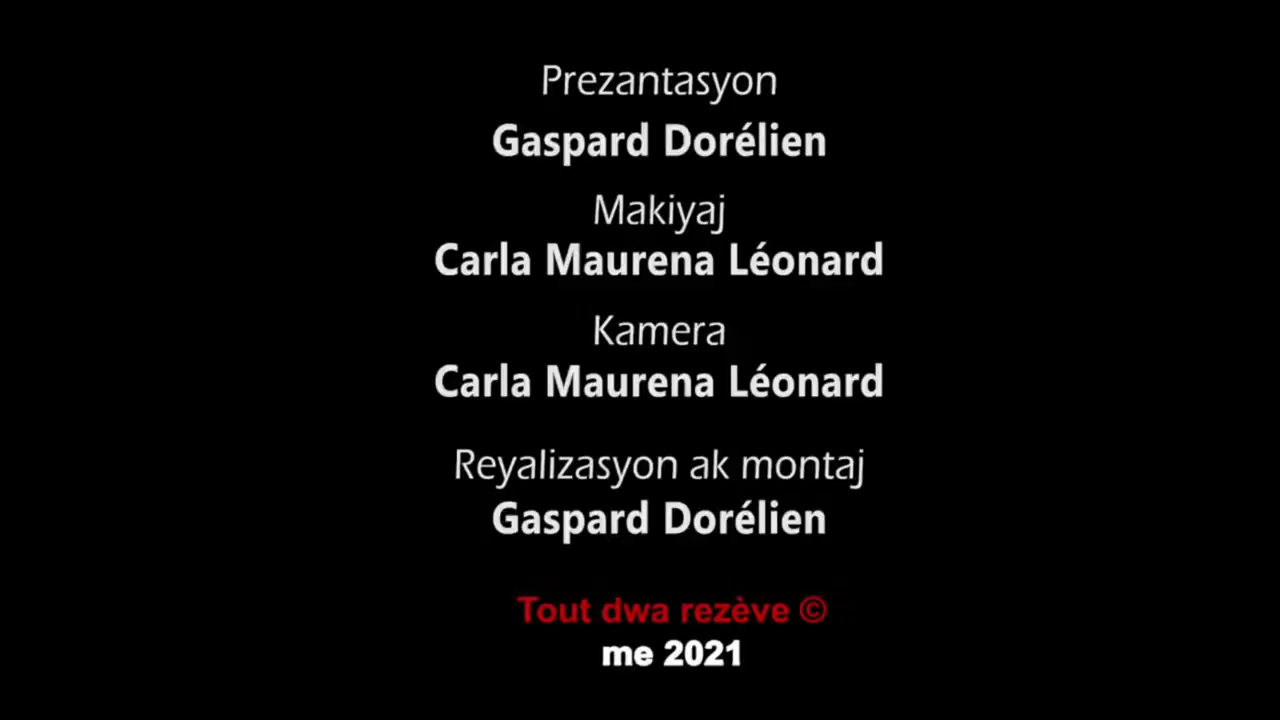 Prezantasyon
Gaspard Dorélien
Makiyaj
Carla Maurena Léonard
Kamera
Carla Maurena Léonard
Reyalizasyon ak montaj
Gaspard Dorélien
Tout dwa rezève ©
me 2021